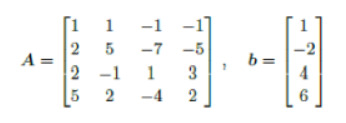 A = [1 1 -1 -1
2 5 -7 -5
2 -1 1 3
5 2 -4 2] , b = [1
-2
4
6]